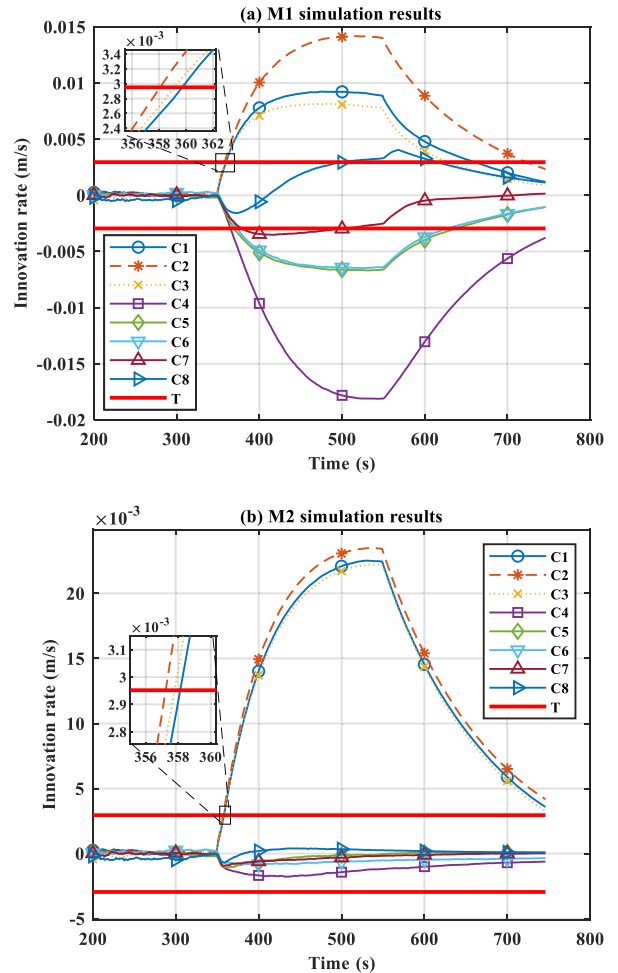 (a) M1 simulation results
0.015
0.01
0.005
0
-0.005
-0.01
-0.015
-0.02
Innovation rate (m/s)
×10⁻³
3.4
3.2
3
2.8
2.6
2.4
356 358 360 362
C1
C2
C3
C4
C5
C6
C7
C8
T
200 300 400 500 600 700 800
Time (s)
(b) M2 simulation results
×10⁻³
20
15
10
5
0
-5
Innovation rate (m/s)
×10⁻³
3.1
3
2.9
2.8
356 358 360
C1
C2
C3
C4
C5
C6
C7
C8
T
200 300 400 500 600 700 800
Time (s)